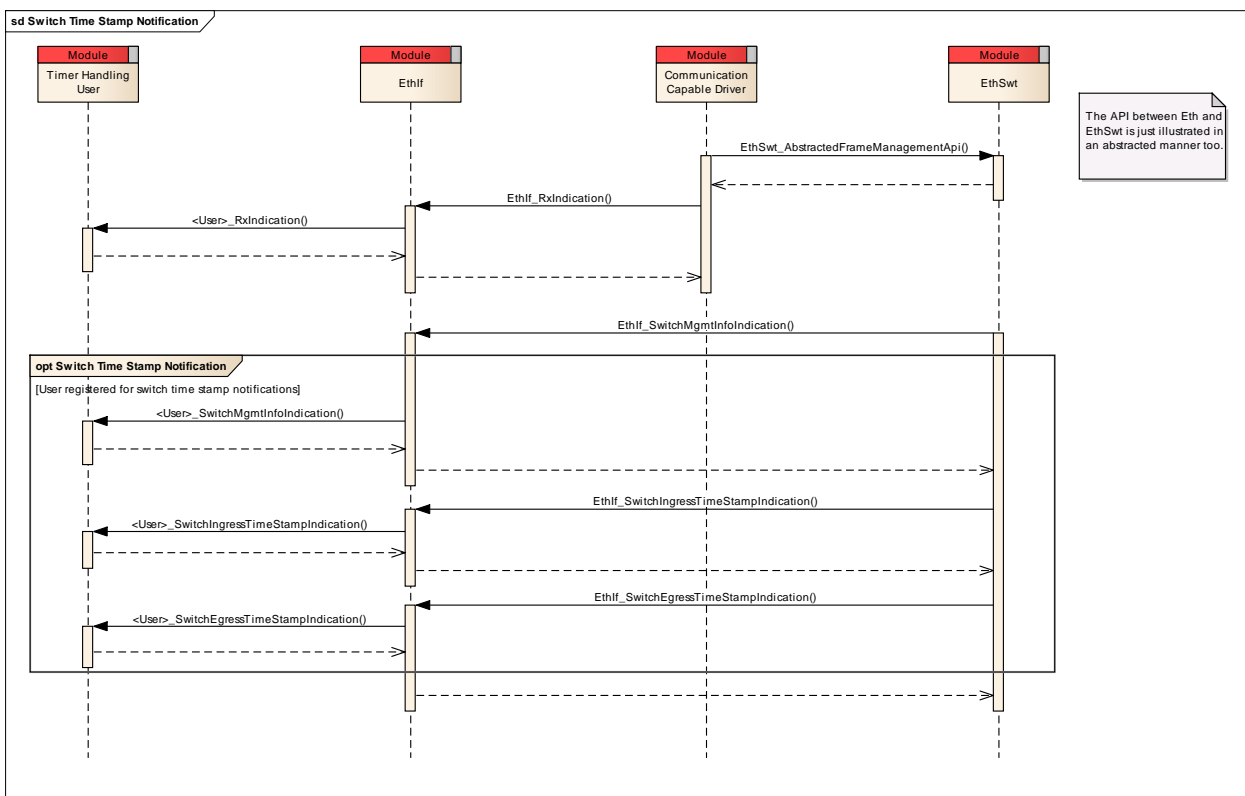 sd Switch Time Stamp Notification
Module
Timer Handling
User
Module
EthIf
Module
Communication
Capable Driver
Module
EthSwt
The API between Eth and
EthSwt is just illustrated in
an abstracted manner too.
EthSwt_AbstractedFrameManagementApi()
EthIf_RxIndication()
<User>_RxIndication()
EthIf_SwitchMgmtInfoIndication()
opt Switch Time Stamp Notification
[User registered for switch time stamp notifications]
<User>_SwitchMgmtInfoIndication()
EthIf_SwitchIngressTimeStampIndication()
<User>_SwitchIngressTimeStampIndication()
EthIf_SwitchEgressTimeStampIndication()
<User>_SwitchEgressTimeStampIndication()